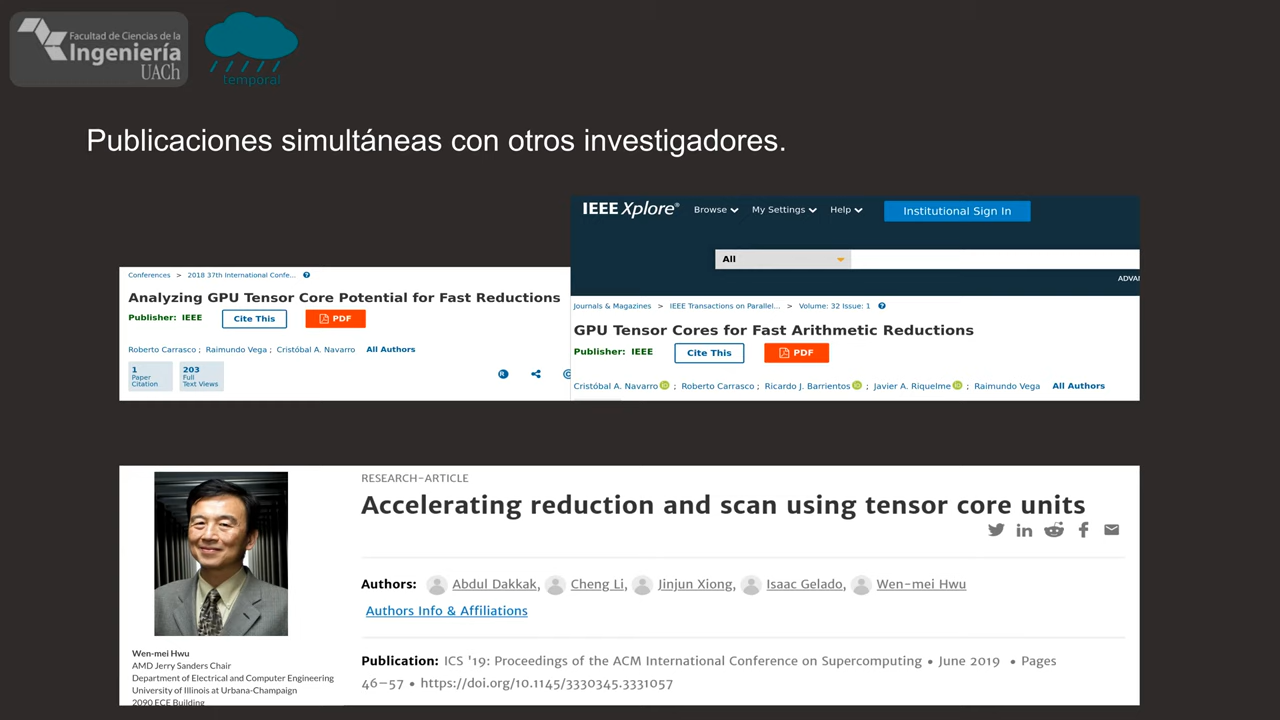 Facultad de Ciencias de la
Ingeniería
UACh
temporal
Publicaciones simultáneas con otros investigadores.
Conferences > 2018 37th International Confe...
Analyzing GPU Tensor Core Potential for Fast Reductions
Publisher: IEEE Cite This PDF
Roberto Carrasco ; Raimundo Vega ; Cristóbal A. Navarro All Authors
1 203
Paper Full
Citation Text Views
IEEE Xplore® Browse My Settings Help Institutional Sign In
All
ADVA
Journals & Magazines > IEEE Transactions on Parallel... > Volume: 32 Issue: 1
GPU Tensor Cores for Fast Arithmetic Reductions
Publisher: IEEE Cite This PDF
Cristóbal A. Navarro ; Roberto Carrasco ; Ricardo J. Barrientos ; Javier A. Riquelme ; Raimundo Vega All Authors
RESEARCH-ARTICLE
Accelerating reduction and scan using tensor core units
Authors: Abdul Dakkak, Cheng Li, Jinjun Xiong, Isaac Gelado, Wen-mei Hwu
Authors Info & Affiliations
Publication: ICS '19: Proceedings of the ACM International Conference on Supercomputing • June 2019 • Pages
46–57 • https://doi.org/10.1145/3330345.3331057
Wen-mei Hwu
AMD Jerry Sanders Chair
Department of Electrical and Computer Engineering
University of Illinois at Urbana-Champaign
2090 ECE Building